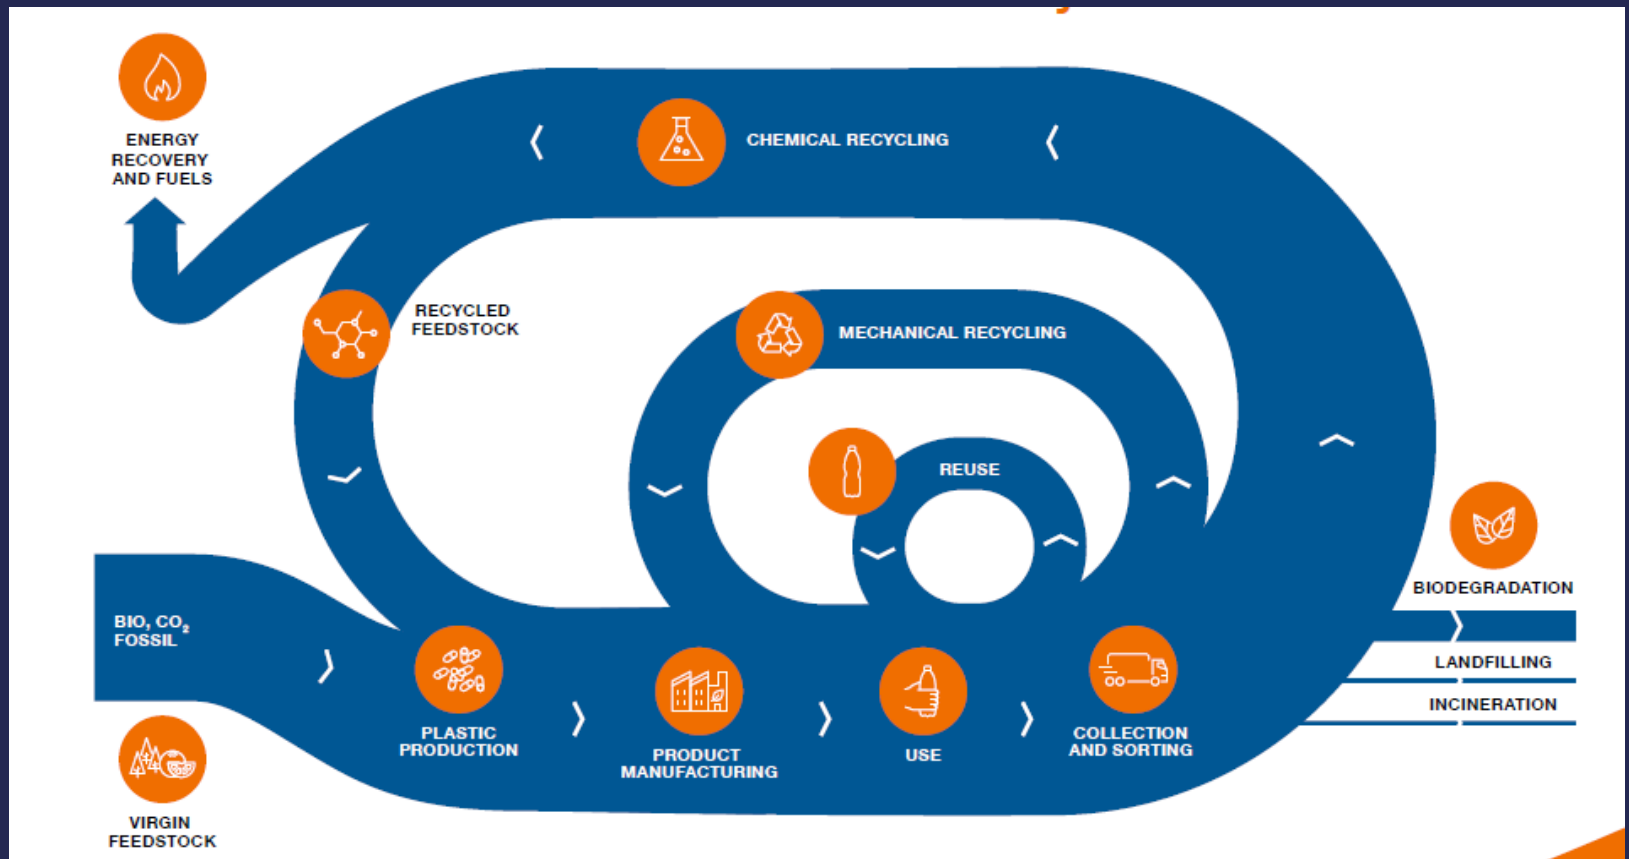 ENERGY
RECOVERY
AND FUELS
CHEMICAL RECYCLING
RECYCLED
FEEDSTOCK
MECHANICAL RECYCLING
REUSE
BIODEGRADATION
BIO, CO₂
FOSSIL
LANDFILLING
INCINERATION
PLASTIC
PRODUCTION
PRODUCT
MANUFACTURING
USE
COLLECTION
AND SORTING
VIRGIN
FEEDSTOCK